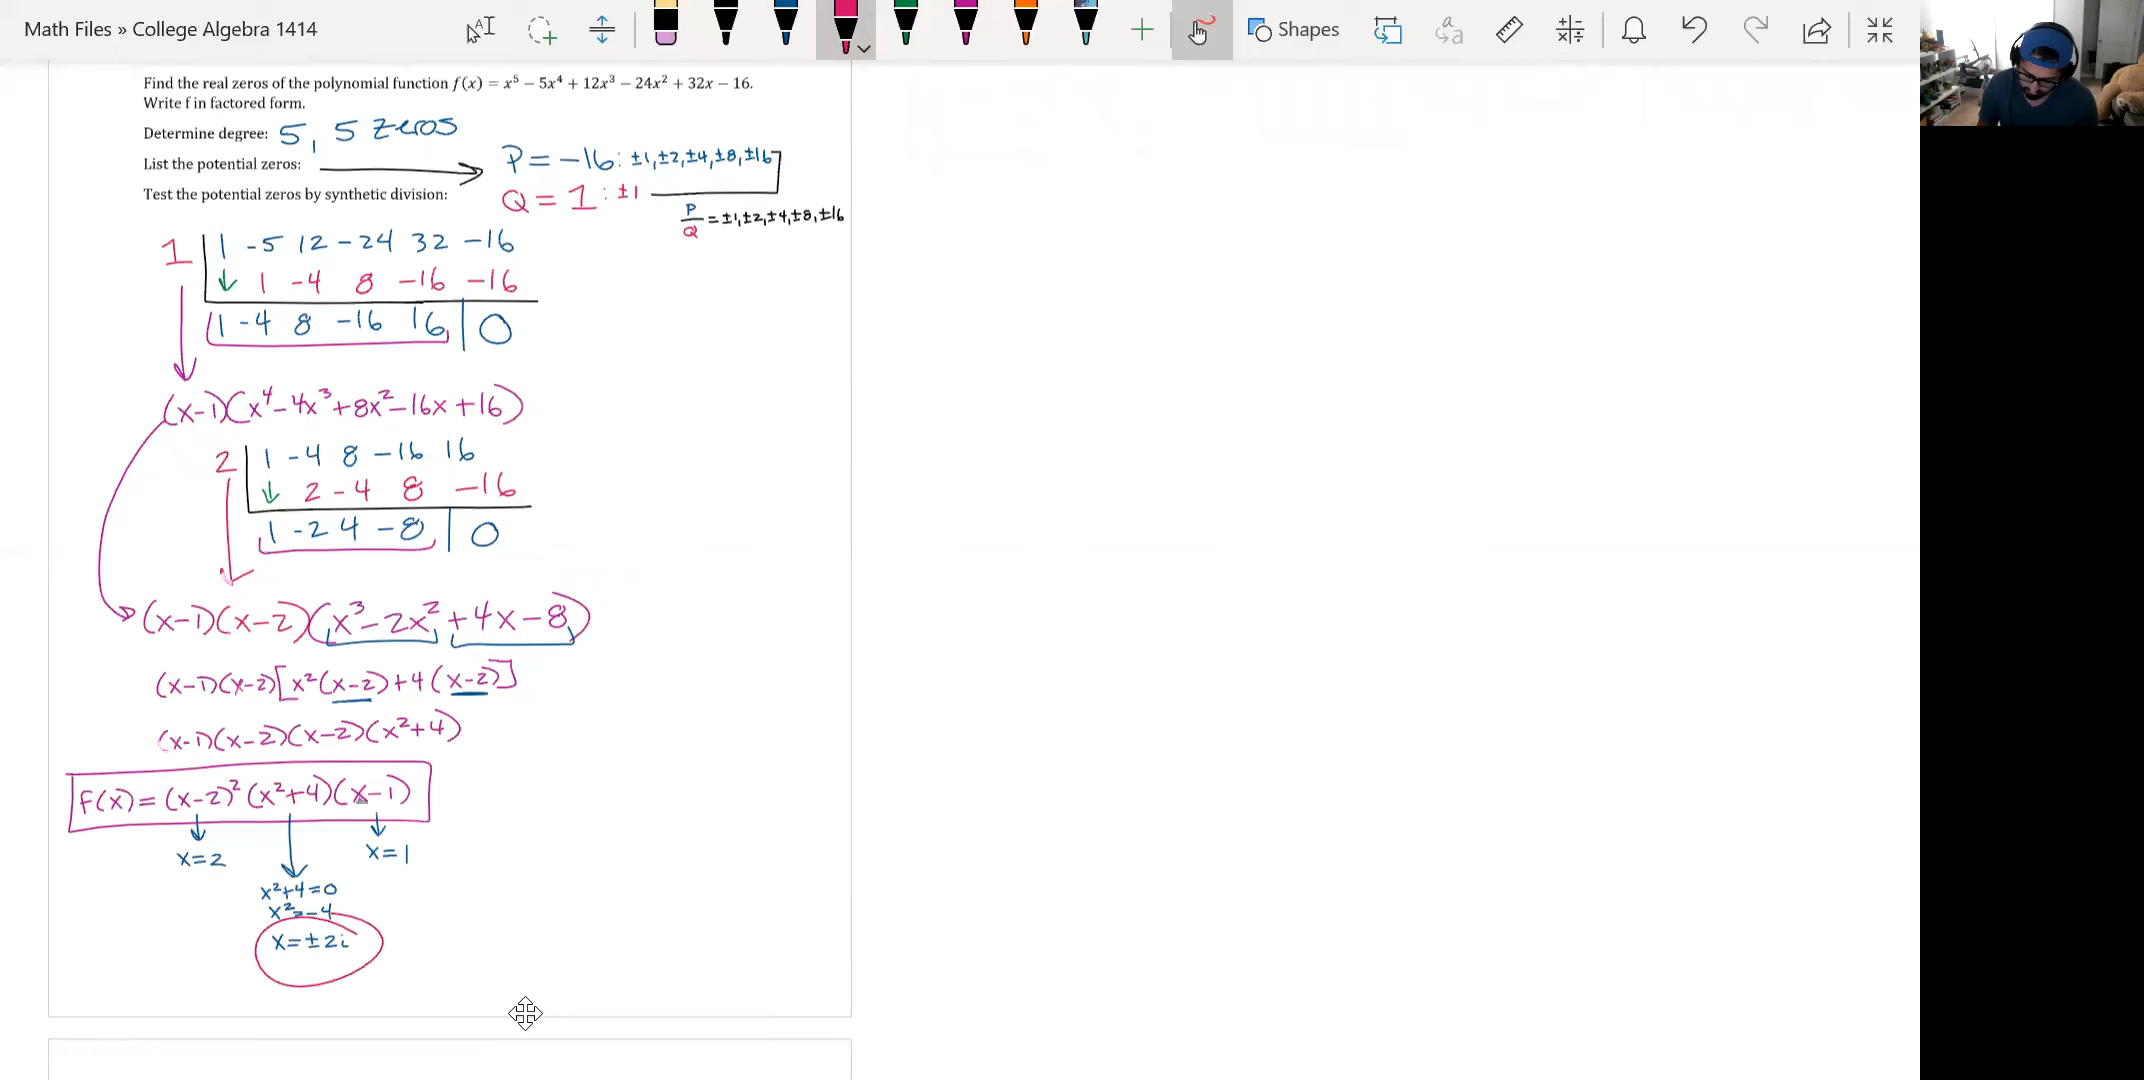 Math Files » College Algebra 1414
Shapes
Find the real zeros of the polynomial function f(x) = x⁵ − 5x⁴ + 12x³ − 24x² + 32x − 16.
Write f in factored form.
Determine degree: 5, 5 zeros
List the potential zeros:
P = −16: ±1, ±2, ±4, ±8, ±16
Test the potential zeros by synthetic division:
Q = 1: ±1
P/Q = ±1, ±2, ±4, ±8, ±16
1 | 1 -5 12 -24 32 -16
↓ 1 -4 8 -16 -16
1 -4 8 -16 16 | 0
(x-1)(x⁴-4x³+8x²-16x+16)
2 | 1 -4 8 -16 16
↓ 2 -4 8 -16
1 -2 4 -8 | 0
(x-1)(x-2)(x³-2x²+4x-8)
(x-1)(x-2)[x²(x-2)+4(x-2)]
(x-1)(x-2)(x-2)(x²+4)
F(x)=(x-2)²(x²+4)(x-1)
x=2
x=1
x²+4=0
x²=-4
x=±2i